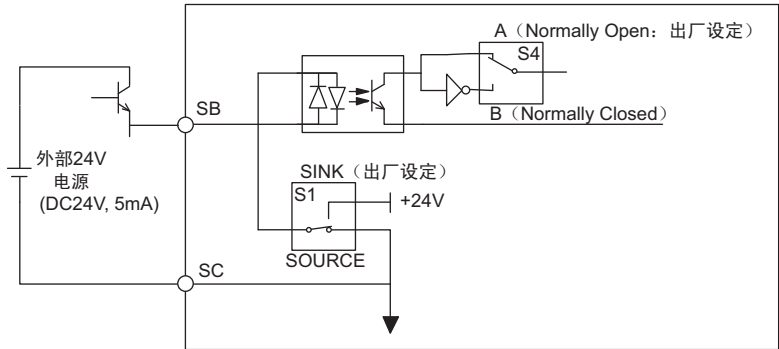 A（Normally Open：出厂设定）
S4
B（Normally Closed）
SB
外部24V
电源
(DC24V, 5mA)
SINK（出厂设定）
S1
+24V
SOURCE
SC